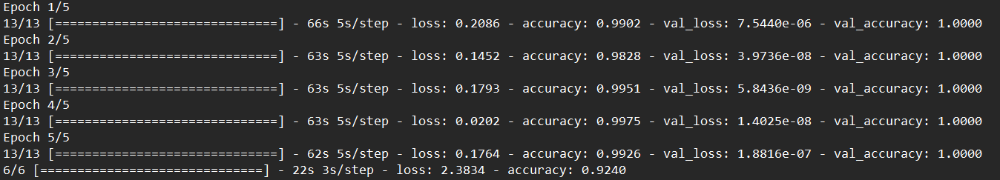 Epoch 1/5
13/13 [==============================] - 66s 5s/step - loss: 0.2086 - accuracy: 0.9902 - val_loss: 7.5440e-06 - val_accuracy: 1.0000
Epoch 2/5
13/13 [==============================] - 63s 5s/step - loss: 0.1452 - accuracy: 0.9828 - val_loss: 3.9736e-08 - val_accuracy: 1.0000
Epoch 3/5
13/13 [==============================] - 63s 5s/step - loss: 0.1793 - accuracy: 0.9951 - val_loss: 5.8436e-09 - val_accuracy: 1.0000
Epoch 4/5
13/13 [==============================] - 63s 5s/step - loss: 0.0202 - accuracy: 0.9975 - val_loss: 1.4025e-08 - val_accuracy: 1.0000
Epoch 5/5
13/13 [==============================] - 62s 5s/step - loss: 0.1764 - accuracy: 0.9926 - val_loss: 1.8816e-07 - val_accuracy: 1.0000
6/6 [==============================] - 22s 3s/step - loss: 2.3834 - accuracy: 0.9240